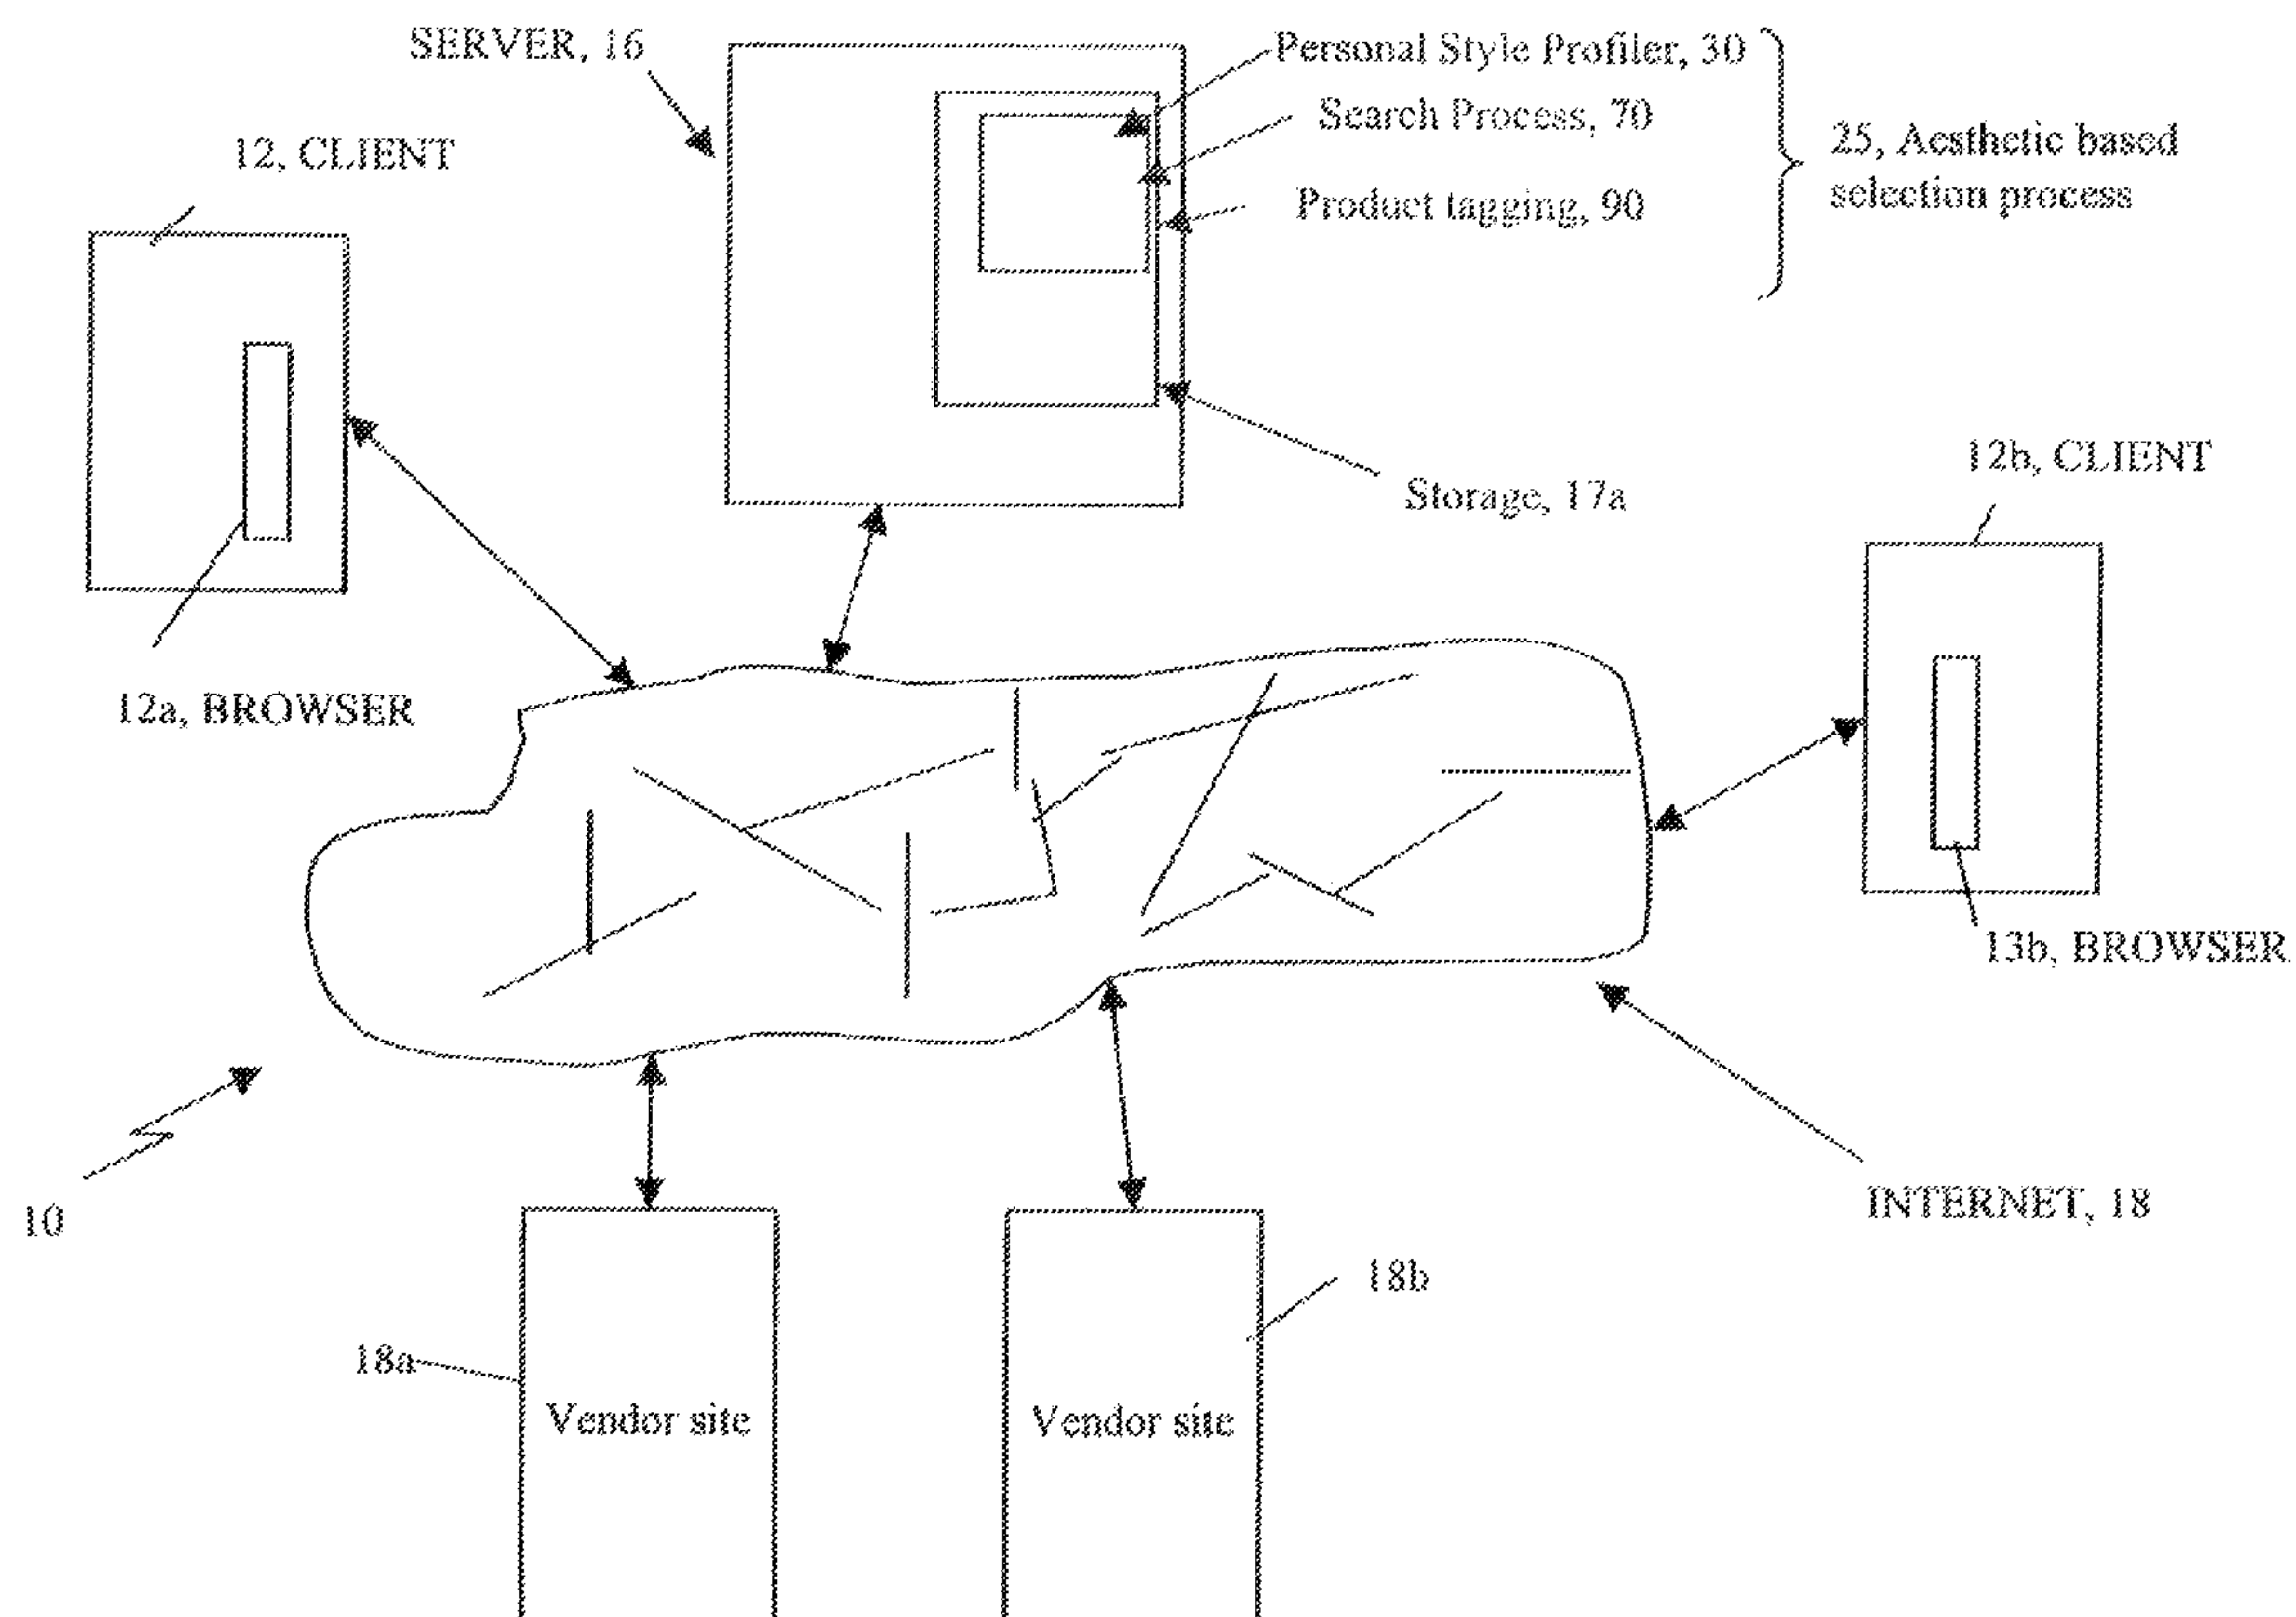 SERVER, 16
Personal Style Profiler, 30
Search Process, 70
Product tagging, 90
25, Aesthetic based
selection process
12, CLIENT
Storage, 17a
12b, CLIENT
12a, BROWSER
13b, BROWSER
10
INTERNET, 18
18a
Vendor site
Vendor site
18b